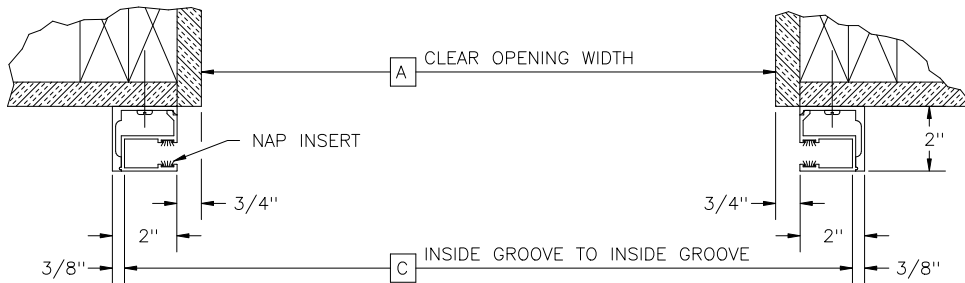 A CLEAR OPENING WIDTH
NAP INSERT
2"
3/4"
3/4"
2"
2"
3/8"
C INSIDE GROOVE TO INSIDE GROOVE
3/8"